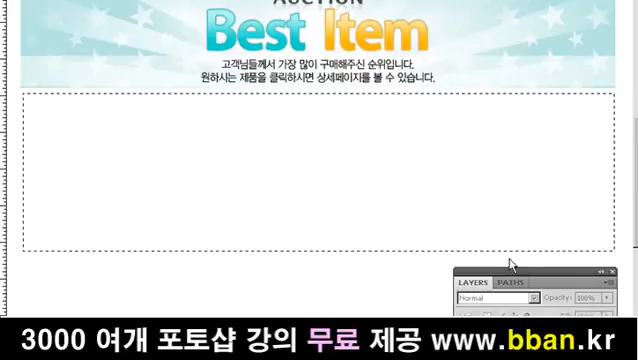 AUCTION
Best Item
고객님들께서 가장 많이 구매해주신 순위입니다.
원하시는 제품을 클릭하시면 상세페이지를 볼 수 있습니다.
LAYERS PATHS
Normal Opacity: 100%
3000 여개 포토샵 강의 무료 제공 www.bban.kr